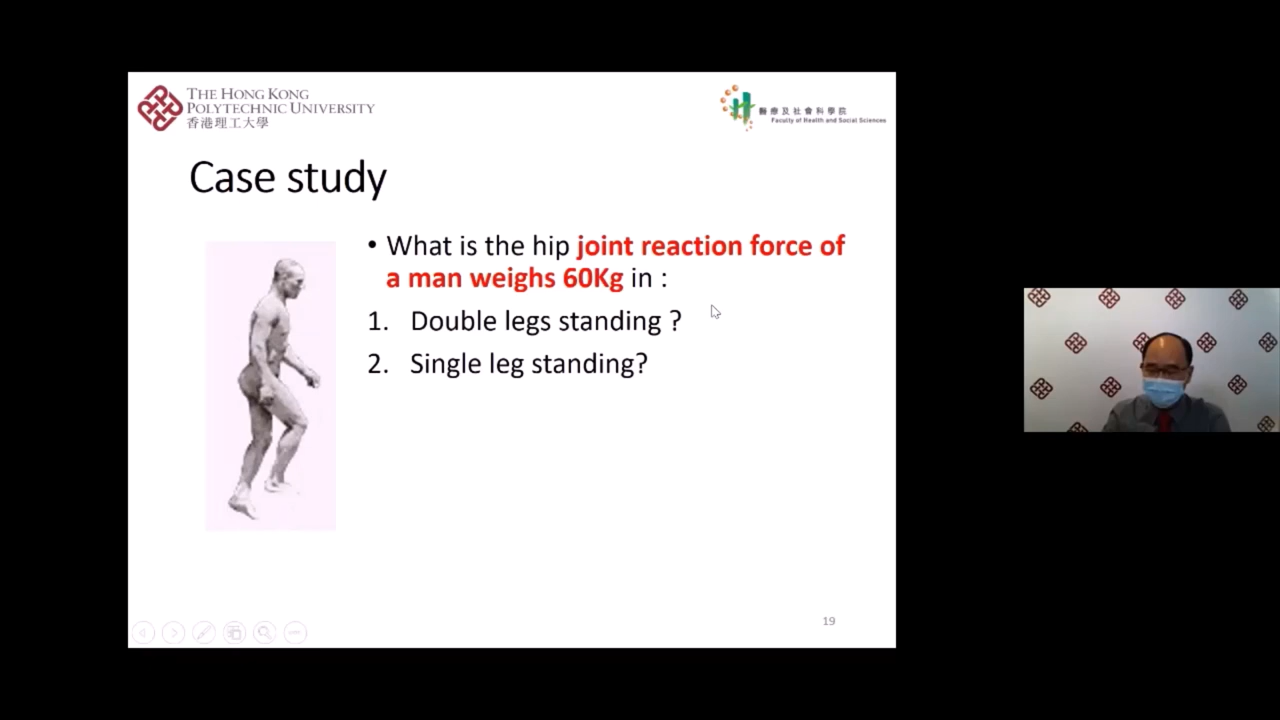 THE HONG KONG
POLYTECHNIC UNIVERSITY
香港理工大學
醫療及社會科學院
Faculty of Health and Social Sciences
Case study
• What is the hip joint reaction force of
a man weighs 60Kg in :
1. Double legs standing ?
2. Single leg standing?
19